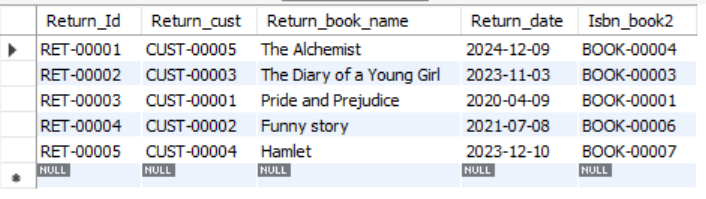 Return_Id Return_cust Return_book_name Return_date Isbn_book2
RET-00001 CUST-00005 The Alchemist 2024-12-09 BOOK-00004
RET-00002 CUST-00003 The Diary of a Young Girl 2023-11-03 BOOK-00003
RET-00003 CUST-00001 Pride and Prejudice 2020-04-09 BOOK-00001
RET-00004 CUST-00002 Funny story 2021-07-08 BOOK-00006
RET-00005 CUST-00004 Hamlet 2023-12-10 BOOK-00007
NULL NULL NULL NULL NULL